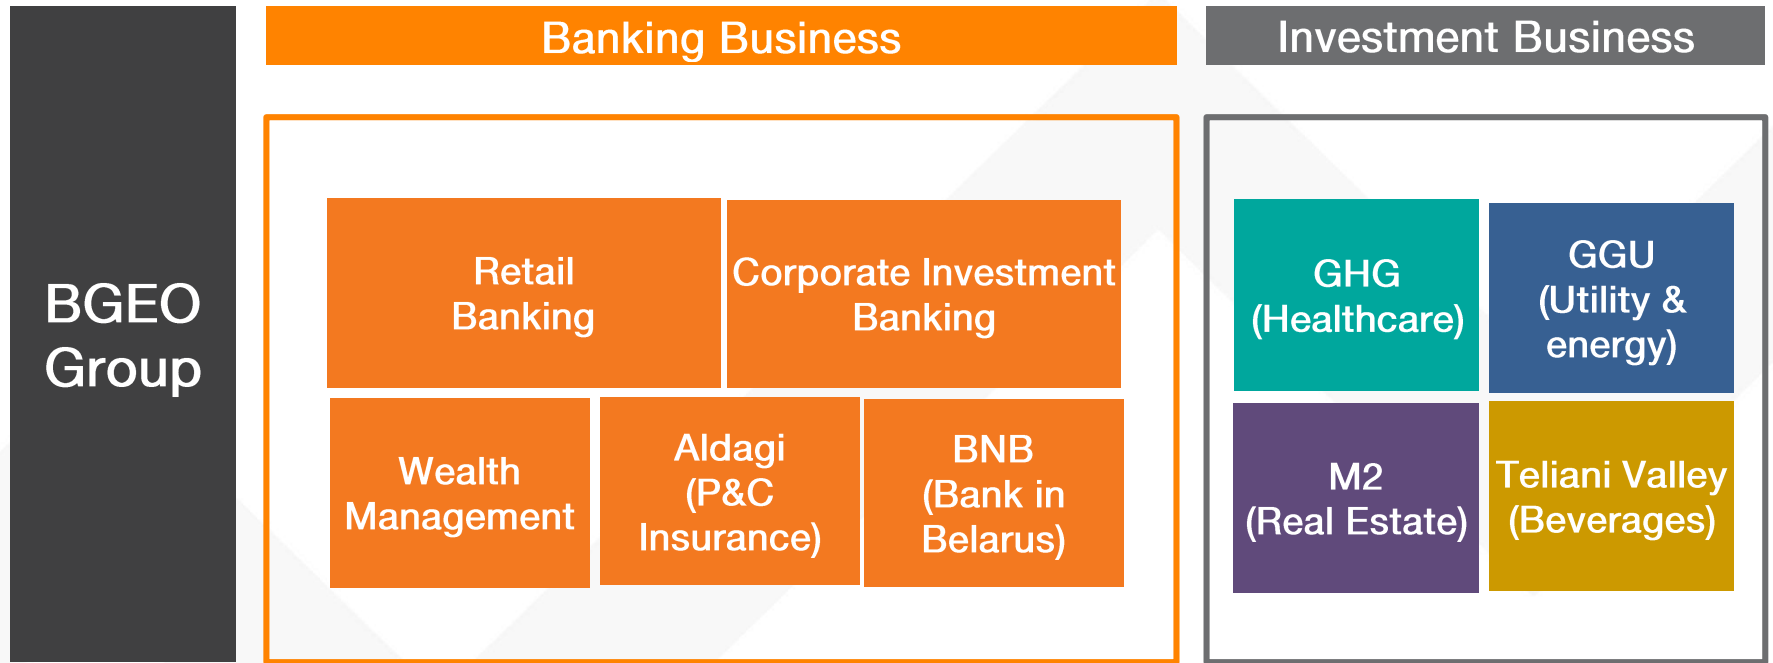 Banking Business
Investment Business
BGEO
Group
Retail
Banking
Corporate Investment
Banking
Wealth
Management
Aldagi
(P&C
Insurance)
BNB
(Bank in
Belarus)
GHG
(Healthcare)
GGU
(Utility &
energy)
M2
(Real Estate)
Teliani Valley
(Beverages)